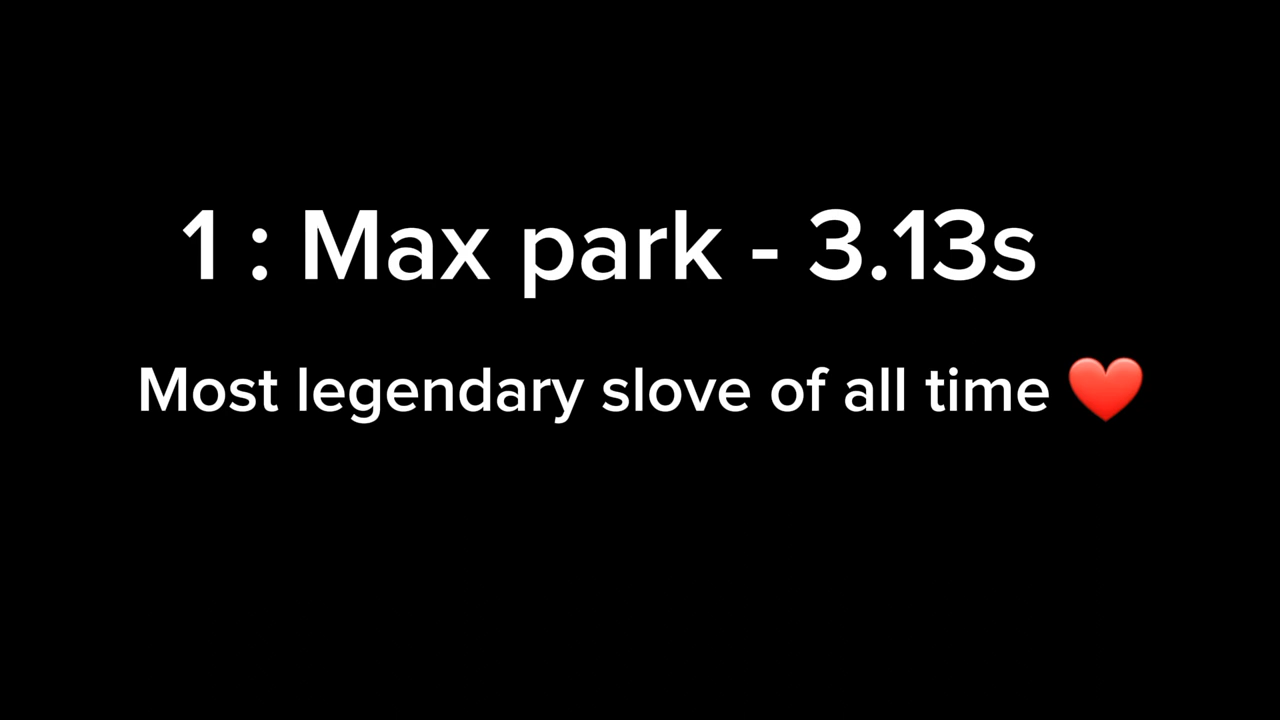 1 : Max park - 3.13s
Most legendary slove of all time ❤️